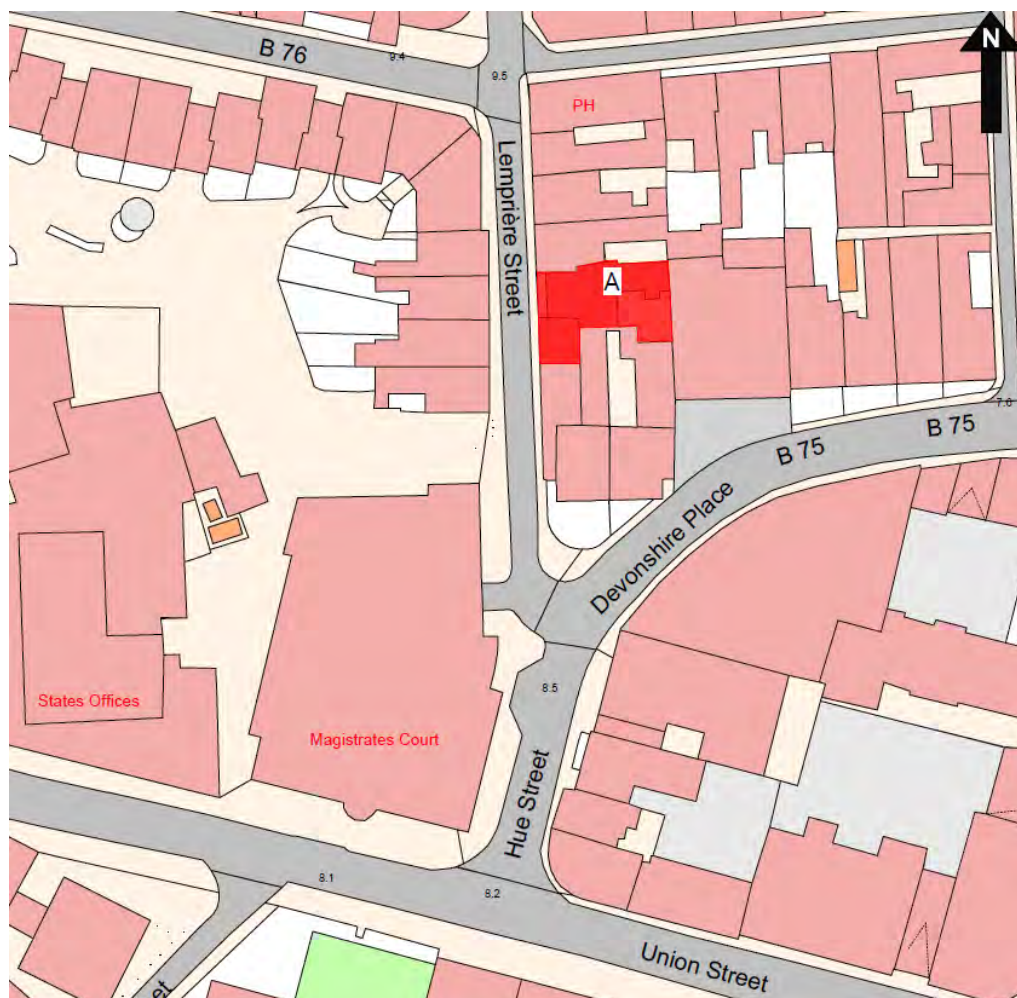 B 76
9.4
9.5
N
PH
Lemprière Street
A
7.0
B 75
B 75
Devonshire Place
8.5
States Offices
Magistrates Court
Hue Street
8.1
8.2
Union Street
et